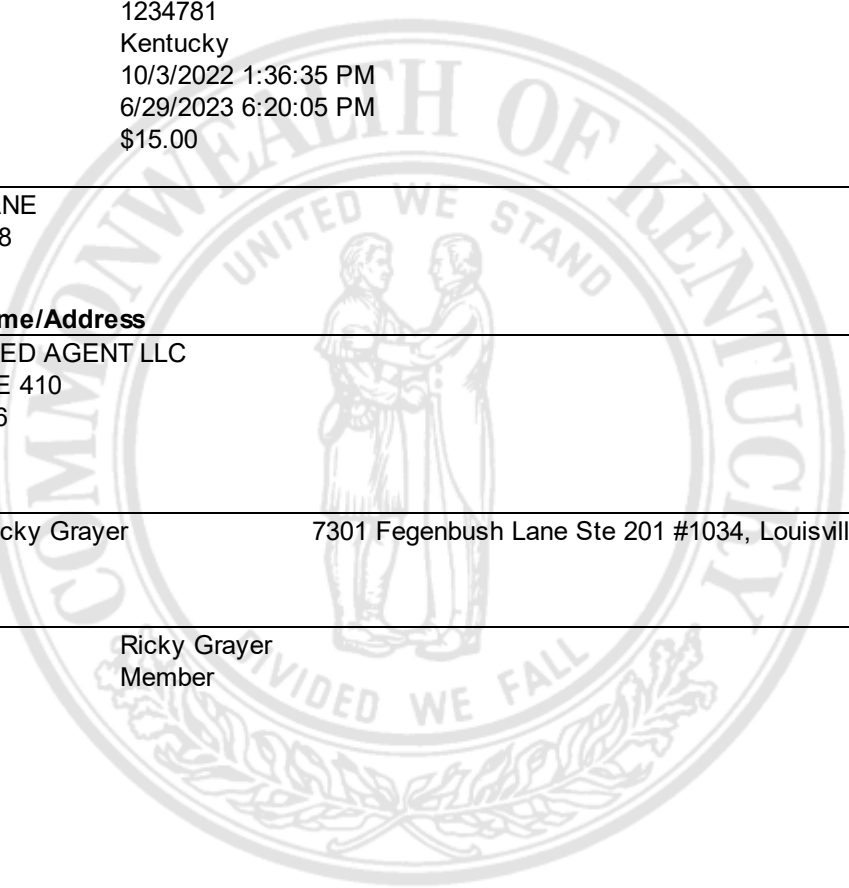 1234781
Kentucky
10/3/2022 1:36:35 PM
6/29/2023 6:20:05 PM
$15.00
ANE
8
me/Address
ED AGENT LLC
E 410
6
cky Grayer 7301 Fegenbush Lane Ste 201 #1034, Louisvill
Ricky Grayer
Member
COMMONWEALTH OF KENTUCKY
UNITED WE STAND
DIVIDED WE FALL